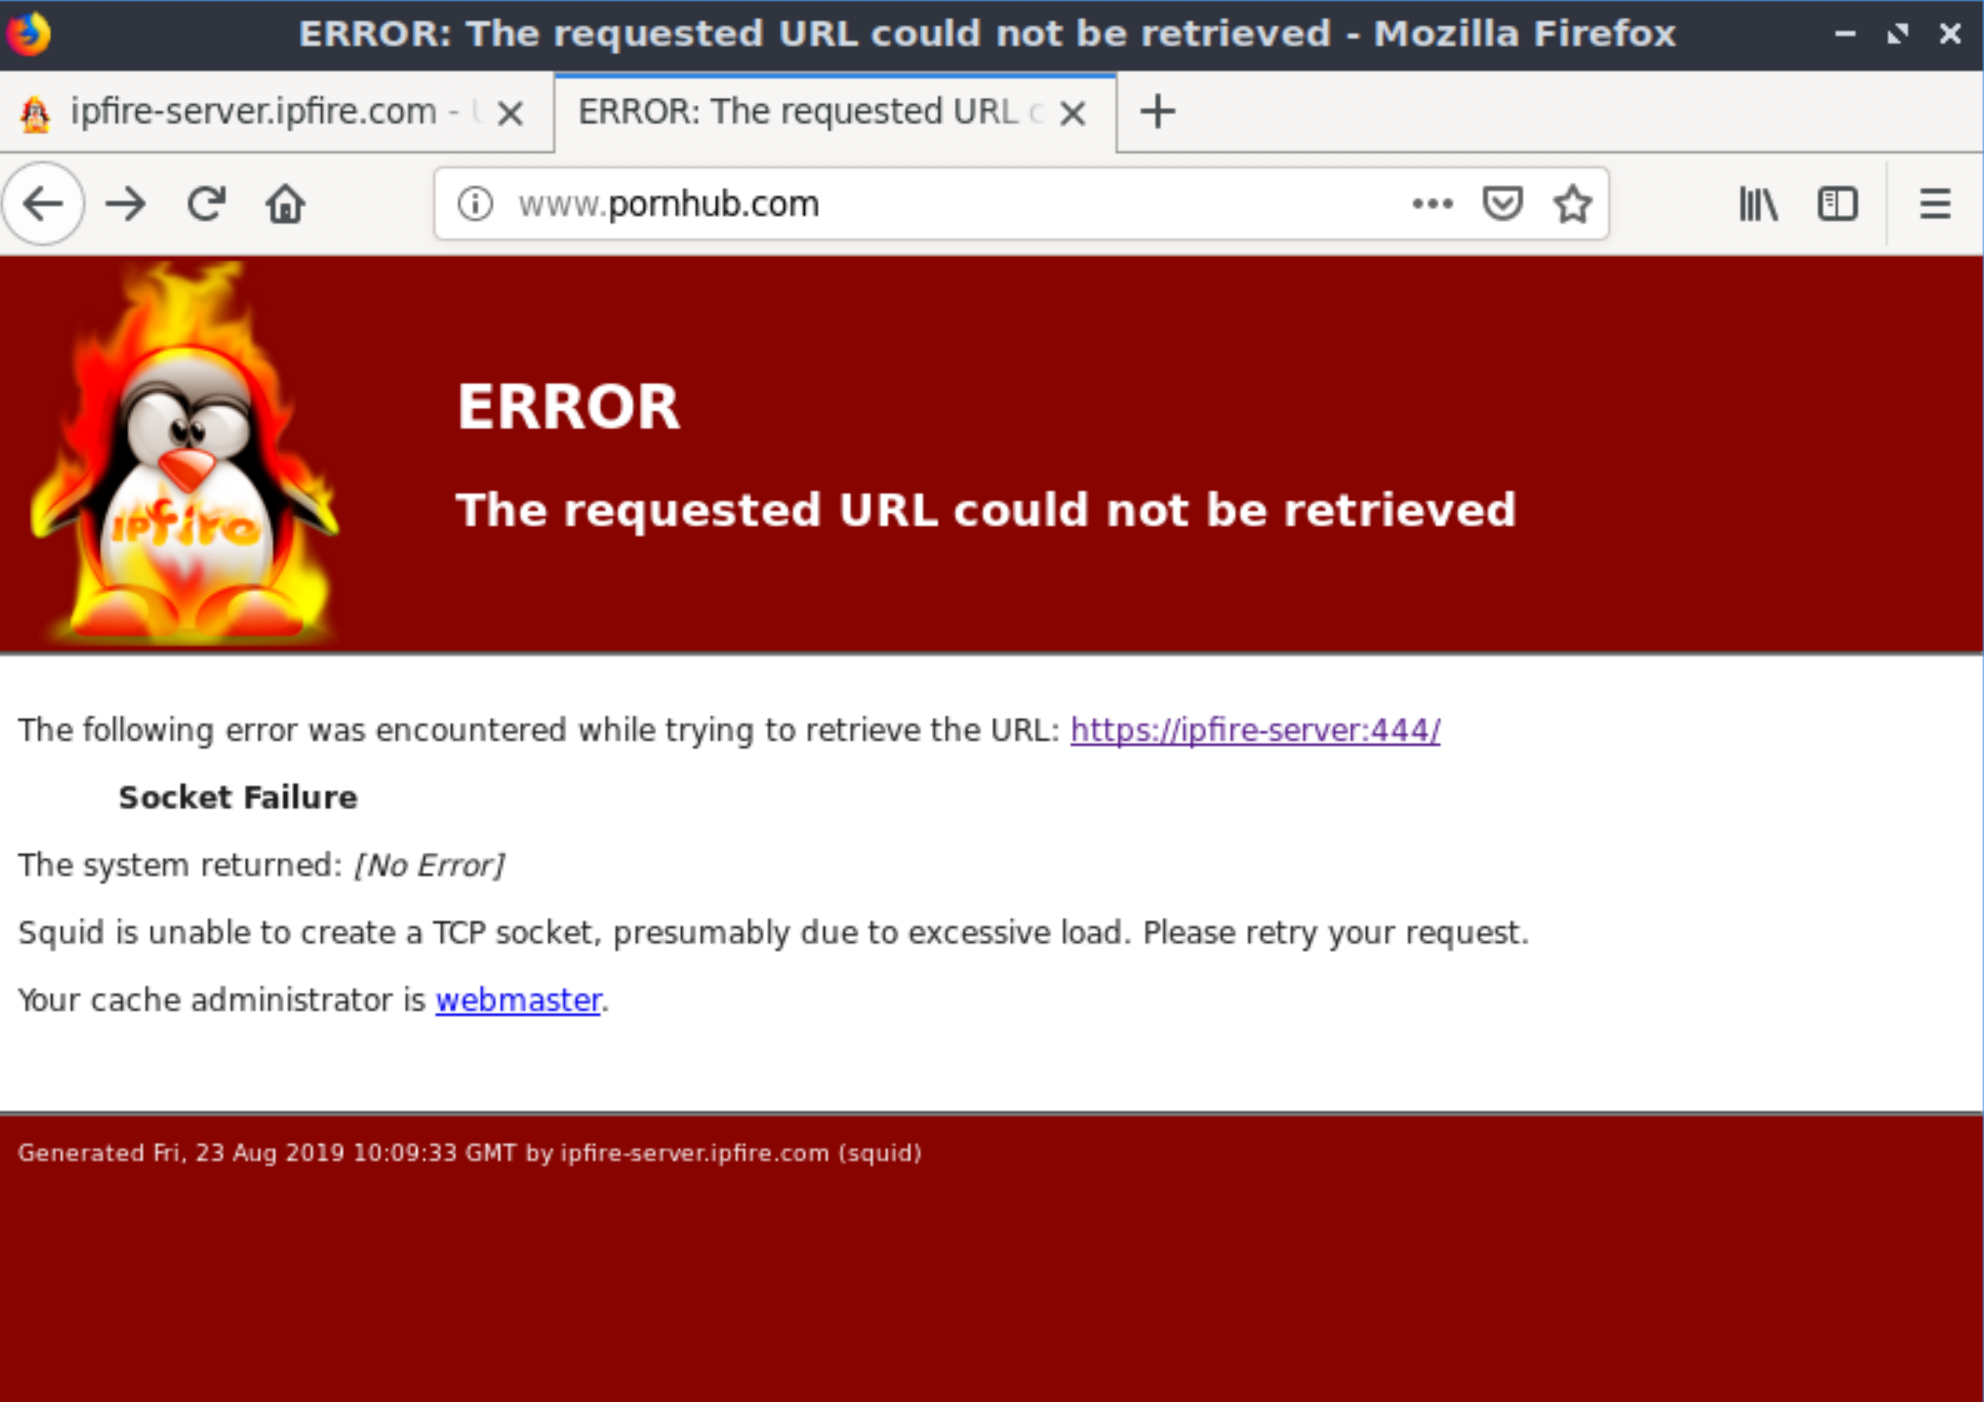 ERROR: The requested URL could not be retrieved - Mozilla Firefox
ipfire-server.ipfire.com -
ERROR: The requested URL
www.pornhub.com
ipfire
ERROR
The requested URL could not be retrieved
The following error was encountered while trying to retrieve the URL: https://ipfire-server:444/
Socket Failure
The system returned: [No Error]
Squid is unable to create a TCP socket, presumably due to excessive load. Please retry your request.
Your cache administrator is webmaster.
Generated Fri, 23 Aug 2019 10:09:33 GMT by ipfire-server.ipfire.com (squid)